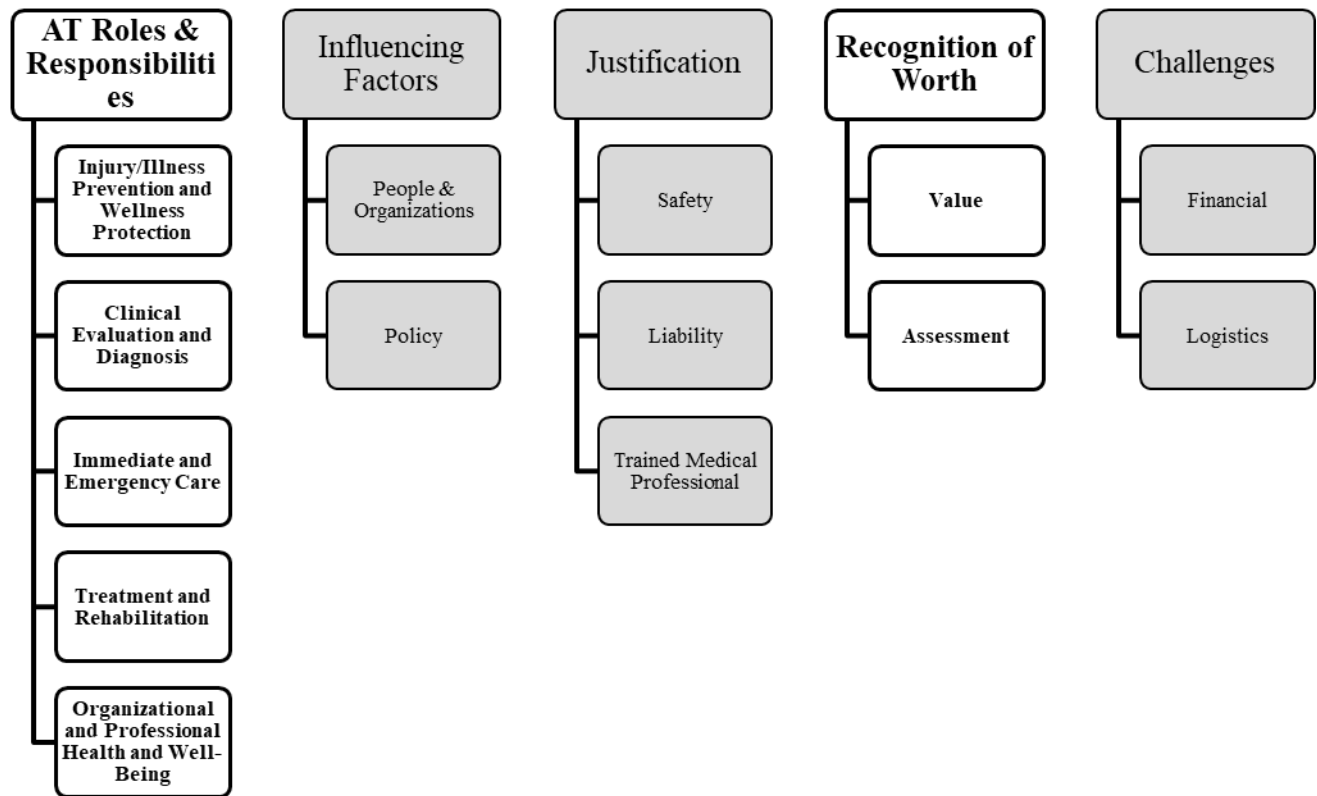 AT Roles &
Responsibiliti
es
Injury/Illness
Prevention and
Wellness
Protection
Clinical
Evaluation and
Diagnosis
Immediate and
Emergency Care
Treatment and
Rehabilitation
Organizational
and Professional
Health and Well-
Being
Influencing
Factors
People &
Organizations
Policy
Justification
Safety
Liability
Trained Medical
Professional
Recognition of
Worth
Value
Assessment
Challenges
Financial
Logistics